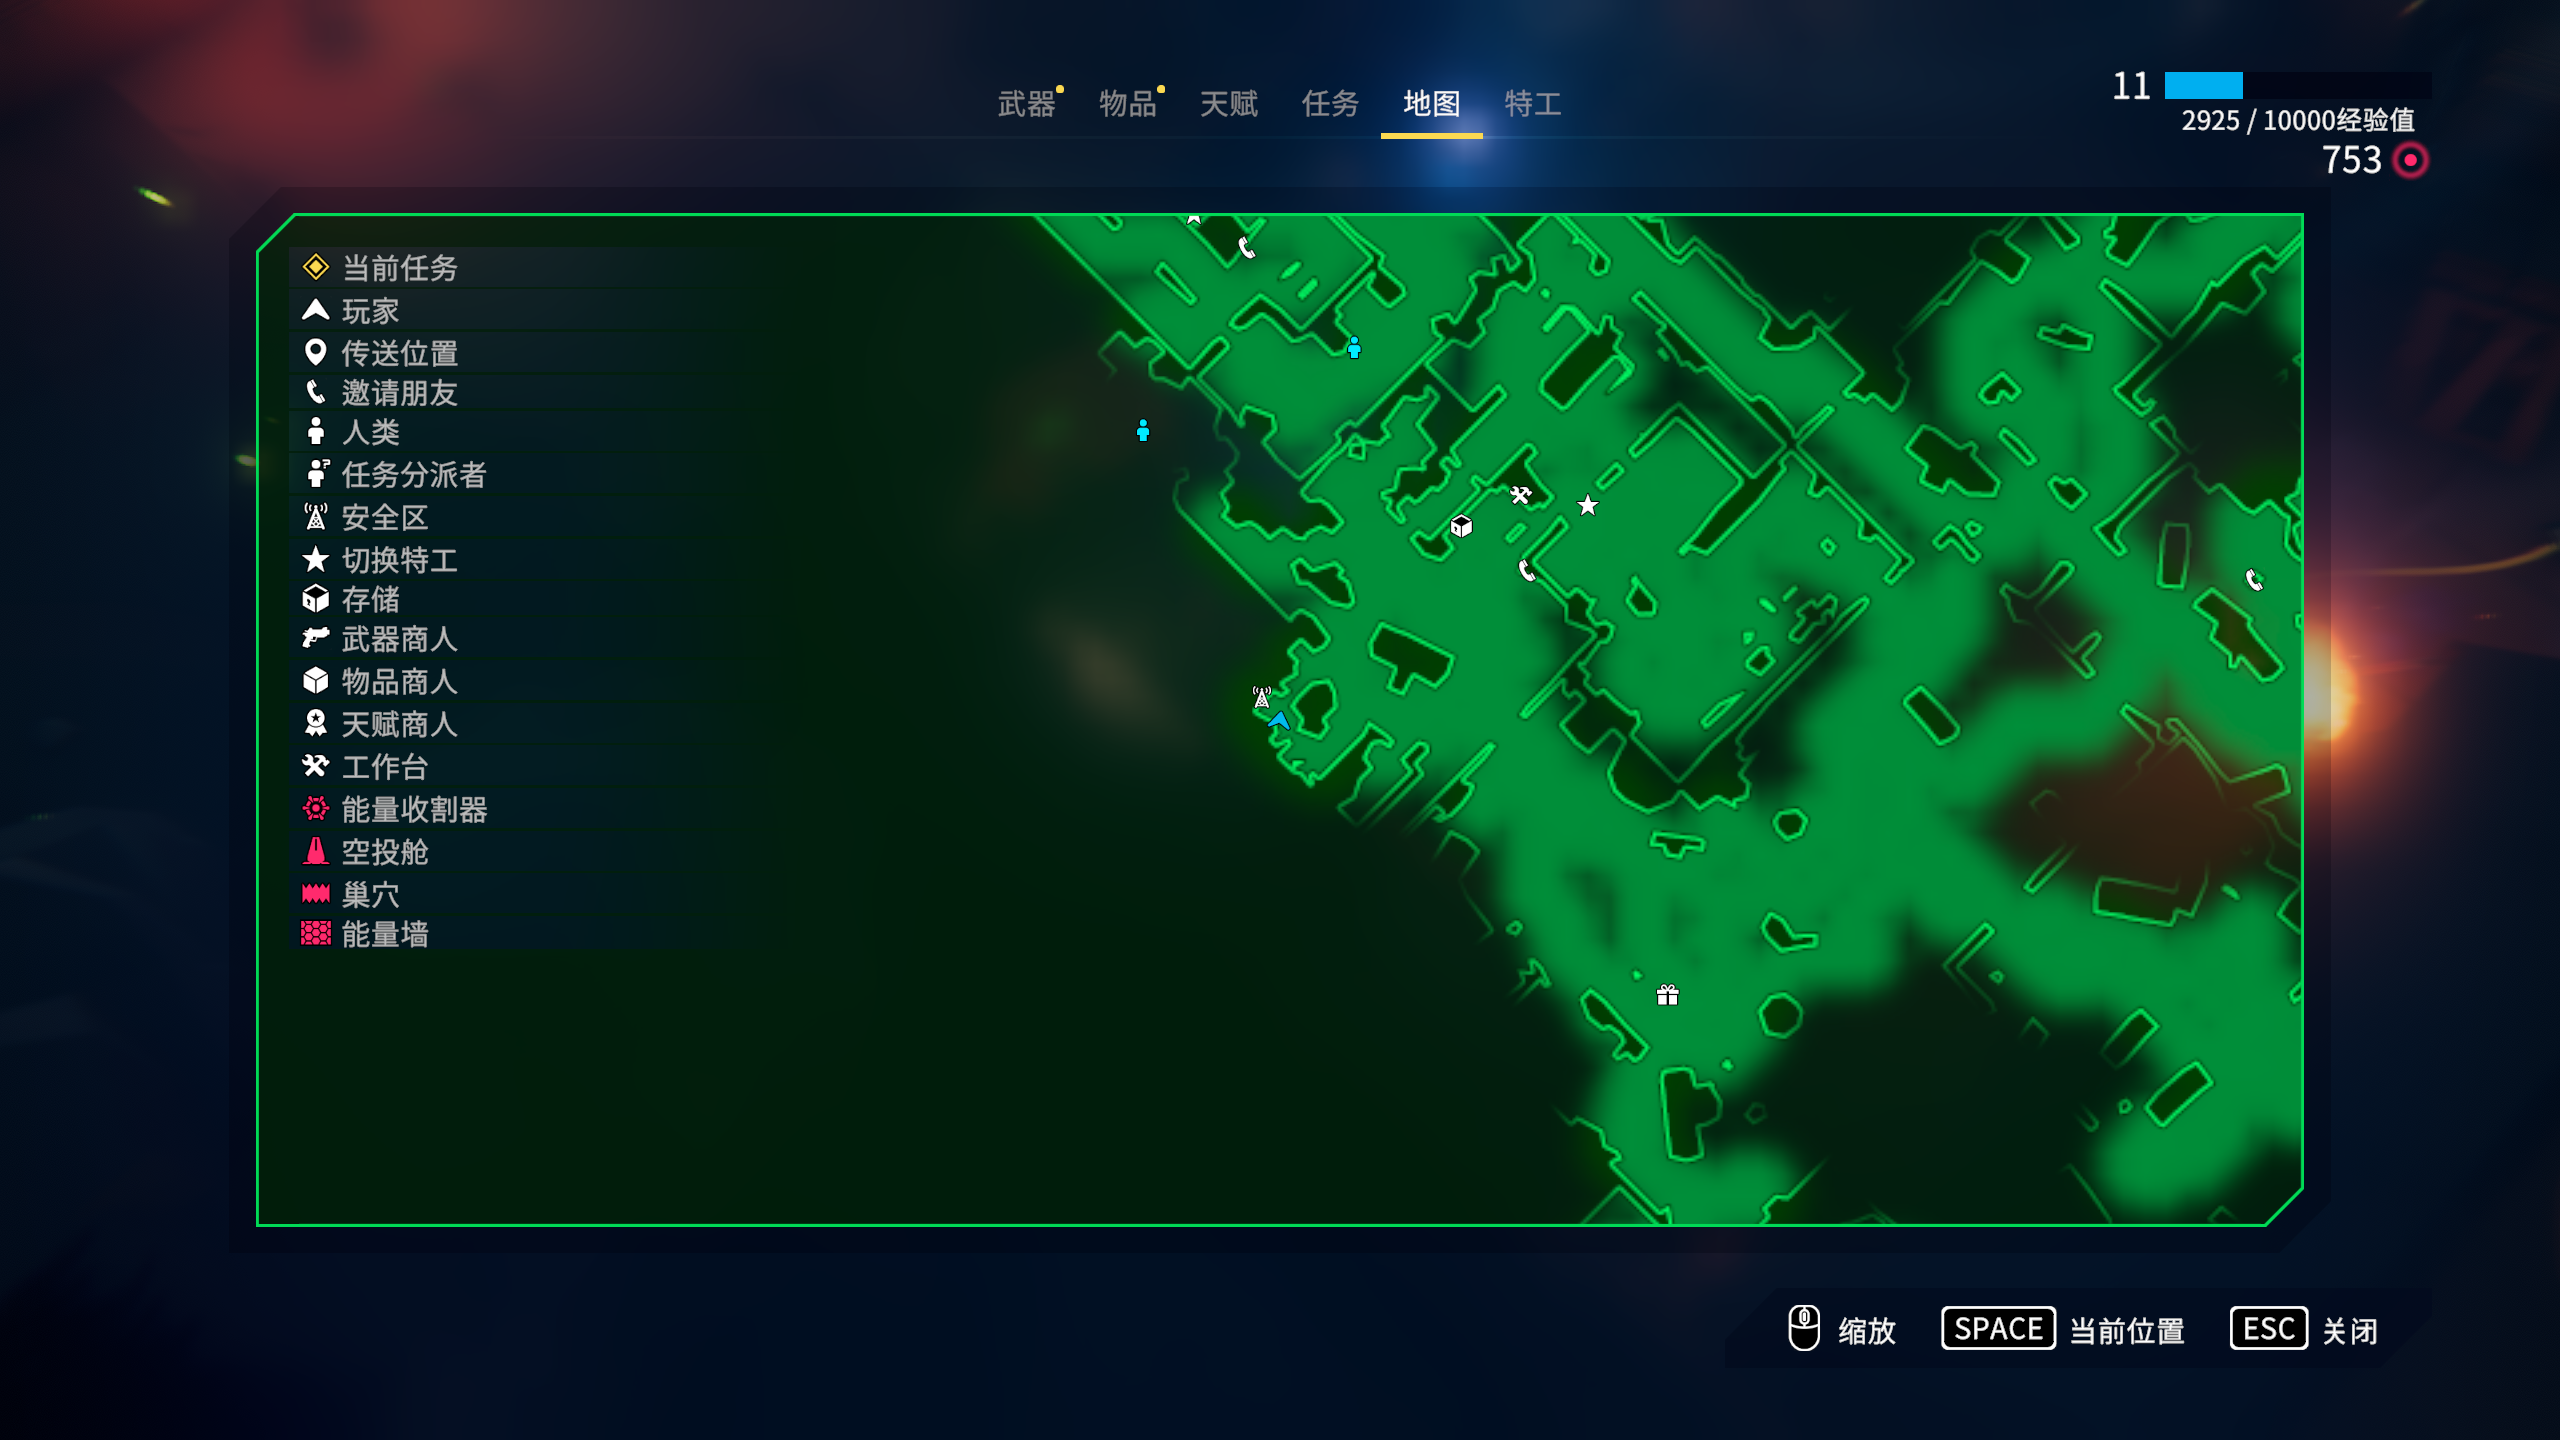 武器 物品 天赋 任务 地图 特工
11
2925 / 10000经验值
753
当前任务
玩家
传送位置
邀请朋友
人类
任务分派者
安全区
切换特工
存储
武器商人
物品商人
天赋商人
工作台
能量收割器
空投舱
巢穴
能量墙
缩放 SPACE 当前位置 ESC 关闭